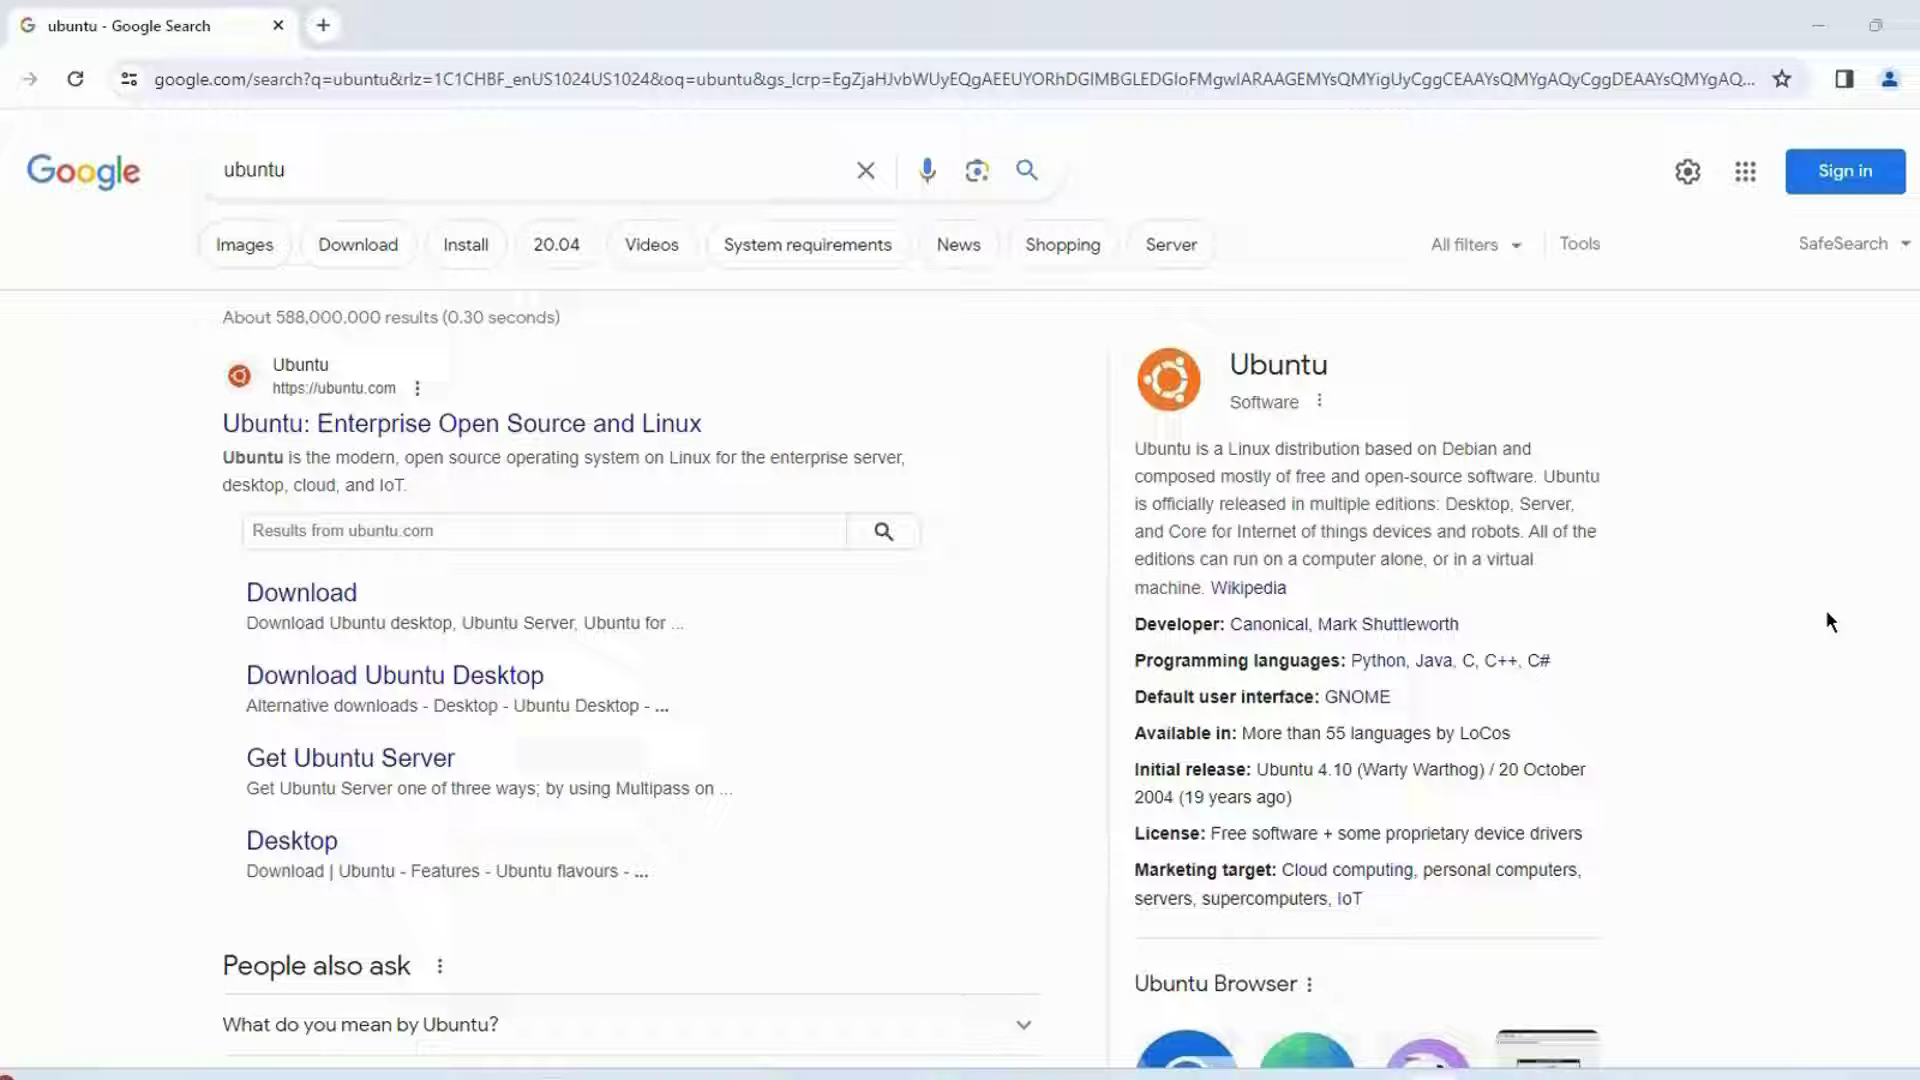 ubuntu - Google Search
google.com/search?q=ubuntu&rlz=1C1CHBF_enUS1024US1024&oq=ubuntu&gs_lcrp=EgZjaHJvbWUyEQgAEEUYORhDGIMBGLEDGIoFMgwIARAAGEMYsQMYigUyCggCEAAYsQMYgAQyCggDEAAYsQMYgAQ...
Google
ubuntu
Sign in
Images Download Install 20.04 Videos System requirements News Shopping Server
All filters Tools SafeSearch
About 588,000,000 results (0.30 seconds)
Ubuntu
https://ubuntu.com
Ubuntu: Enterprise Open Source and Linux
Ubuntu is the modern, open source operating system on Linux for the enterprise server,
desktop, cloud, and IoT.
Results from ubuntu.com
Download
Download Ubuntu desktop, Ubuntu Server, Ubuntu for ...
Download Ubuntu Desktop
Alternative downloads - Desktop - Ubuntu Desktop - ...
Get Ubuntu Server
Get Ubuntu Server one of three ways; by using Multipass on ...
Desktop
Download | Ubuntu - Features - Ubuntu flavours - ...
People also ask
What do you mean by Ubuntu?
Ubuntu
Software
Ubuntu is a Linux distribution based on Debian and
composed mostly of free and open-source software. Ubuntu
is officially released in multiple editions: Desktop, Server,
and Core for Internet of things devices and robots. All of the
editions can run on a computer alone, or in a virtual
machine. Wikipedia
Developer: Canonical, Mark Shuttleworth
Programming languages: Python, Java, C, C++, C#
Default user interface: GNOME
Available in: More than 55 languages by LoCos
Initial release: Ubuntu 4.10 (Warty Warthog) / 20 October
2004 (19 years ago)
License: Free software + some proprietary device drivers
Marketing target: Cloud computing, personal computers,
servers, supercomputers, IoT
Ubuntu Browser